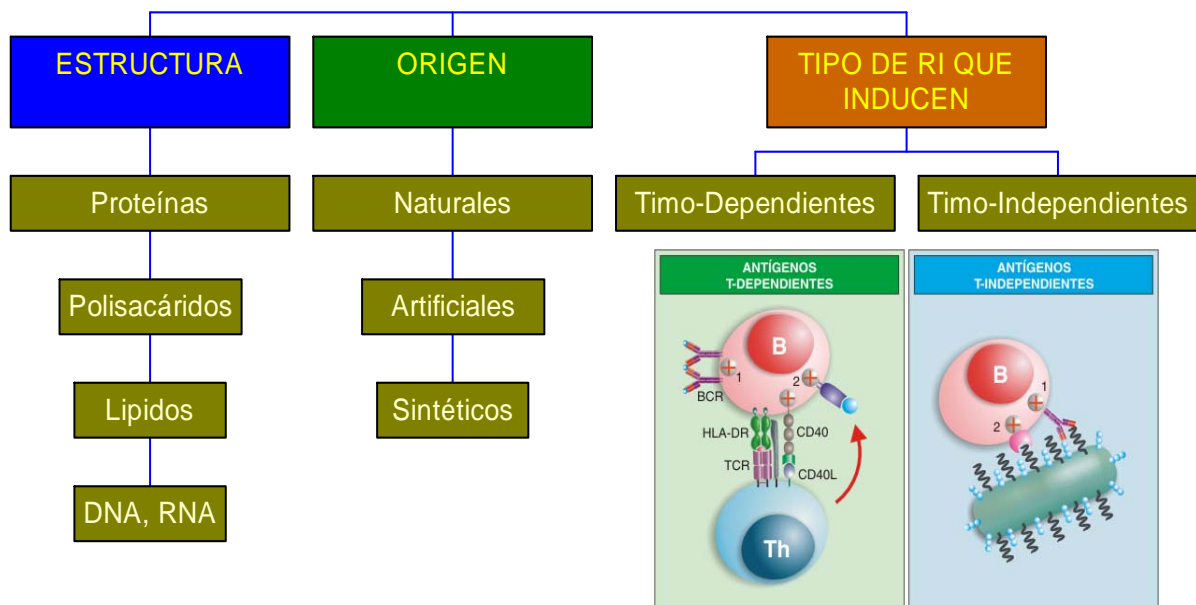 ESTRUCTURA
ORIGEN
TIPO DE RI QUE
INDUCEN
Proteínas
Naturales
Timo-Dependientes
Timo-Independientes
Polisacáridos
Artificiales
Lipidos
Sintéticos
DNA, RNA
ANTÍGENOS
T-DEPENDIENTES
B
1
2
BCR
HLA-DR
CD40
TCR
CD40L
Th
ANTÍGENOS
T-INDEPENDIENTES
B
1
2